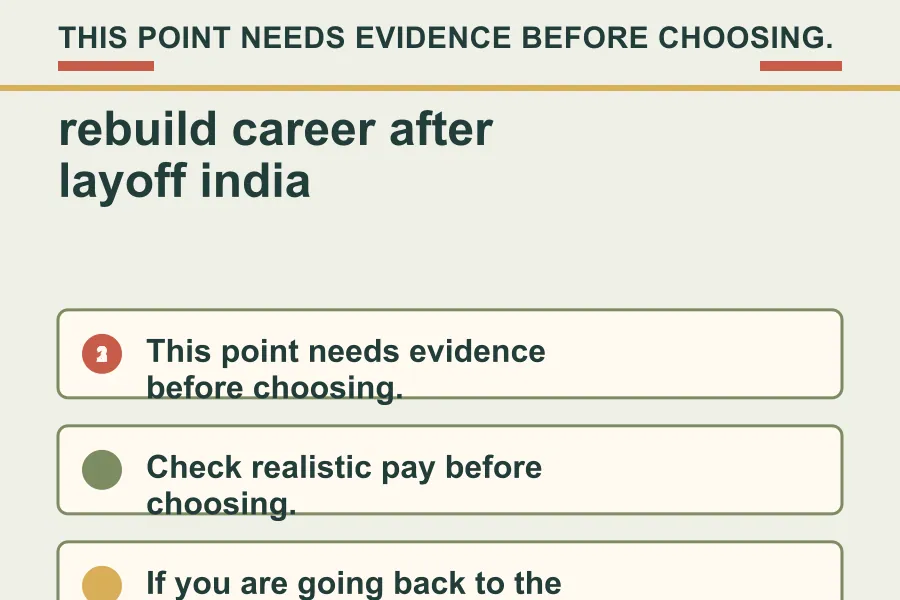 THIS POINT NEEDS EVIDENCE BEFORE CHOOSING.
rebuild career after
layoff india
This point needs evidence
before choosing.
Check realistic pay before
choosing.
If you are going back to the